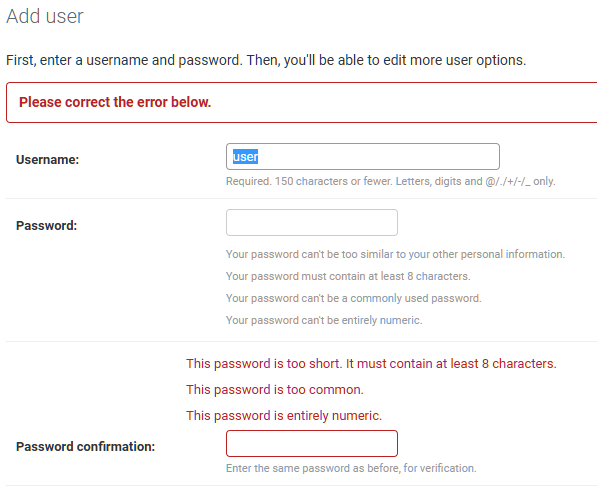 Add user
First, enter a username and password. Then, you'll be able to edit more user options.
Please correct the error below.
Username:
user
Required. 150 characters or fewer. Letters, digits and @/./+/-/_ only.
Password:
Your password can't be too similar to your other personal information.
Your password must contain at least 8 characters.
Your password can't be a commonly used password.
Your password can't be entirely numeric.
This password is too short. It must contain at least 8 characters.
This password is too common.
This password is entirely numeric.
Password confirmation:
Enter the same password as before, for verification.